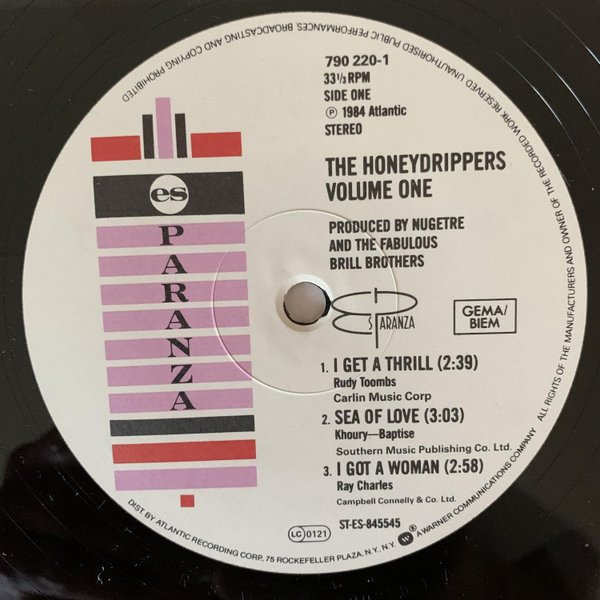 790 220-1
33⅓ RPM
SIDE ONE
℗ 1984 Atlantic
STEREO
THE HONEYDRIPPERS
VOLUME ONE
PRODUCED BY NUGETRE
AND THE FABULOUS
BRILL BROTHERS
es
PARANZA
ES PARANZA
GEMA/
BIEM
1. I GET A THRILL (2:39)
Rudy Toombs
Carlin Music Corp
2. SEA OF LOVE (3:03)
Khoury—Baptise
Southern Music Publishing Co. Ltd.
3. I GOT A WOMAN (2:58)
Ray Charles
Campbell Connelly & Co. Ltd.
LC 0121
ST-ES-845545
DIST. BY ATLANTIC RECORDING CORP., 75 ROCKEFELLER PLAZA, N.Y., N.Y. ® A WARNER COMMUNICATIONS COMPANY
ALL RIGHTS OF THE MANUFACTURERS AND OWNER OF THE RECORDED WORK RESERVED UNAUTHORISED PUBLIC PERFORMANCES, BROADCASTING AND COPYING PROHIBITED